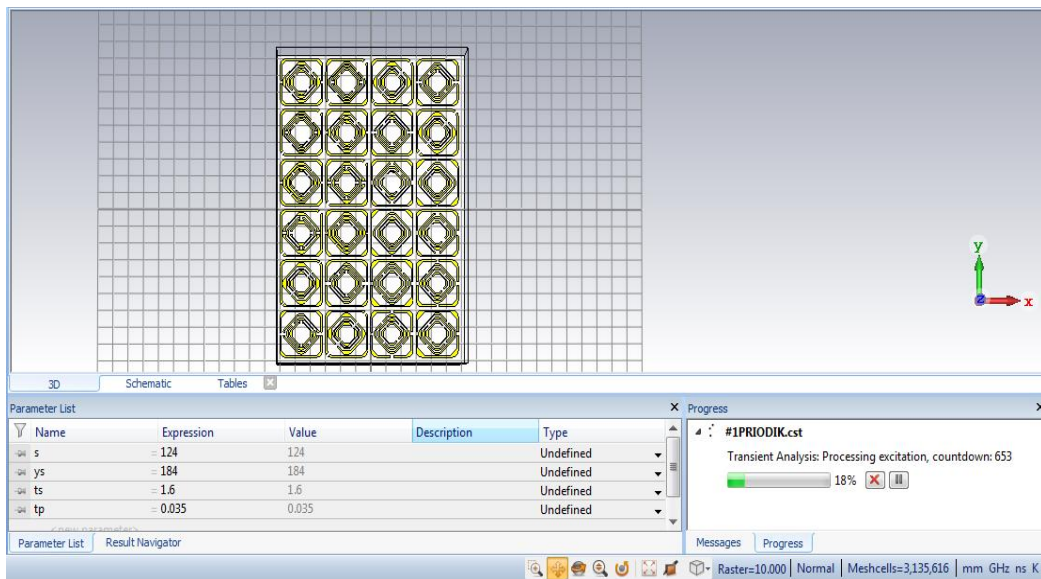 y
x
z
3D Schematic Tables
Parameter List
Progress
Name Expression Value Description Type
s = 124 124 Undefined
ys = 184 184 Undefined
ts = 1.6 1.6 Undefined
tp = 0.035 0.035 Undefined
<new parameter>
#1PRIODIK.cst
Transient Analysis: Processing excitation, countdown: 653
18%
Parameter List Result Navigator
Messages Progress
Raster=10.000 Normal Meshcells=3,135,616 mm GHz ns K